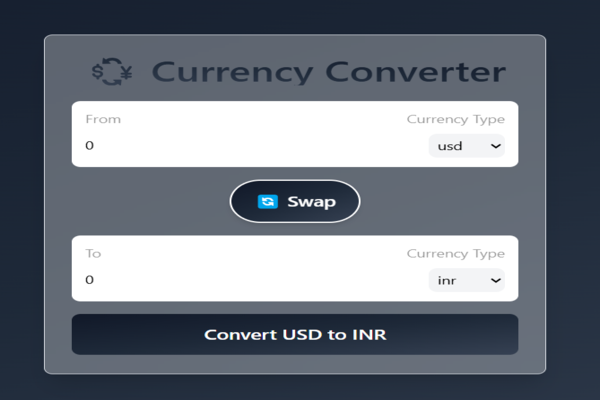 $ ¥ Currency Converter
From Currency Type
0 usd
Swap
To Currency Type
0 inr
Convert USD to INR